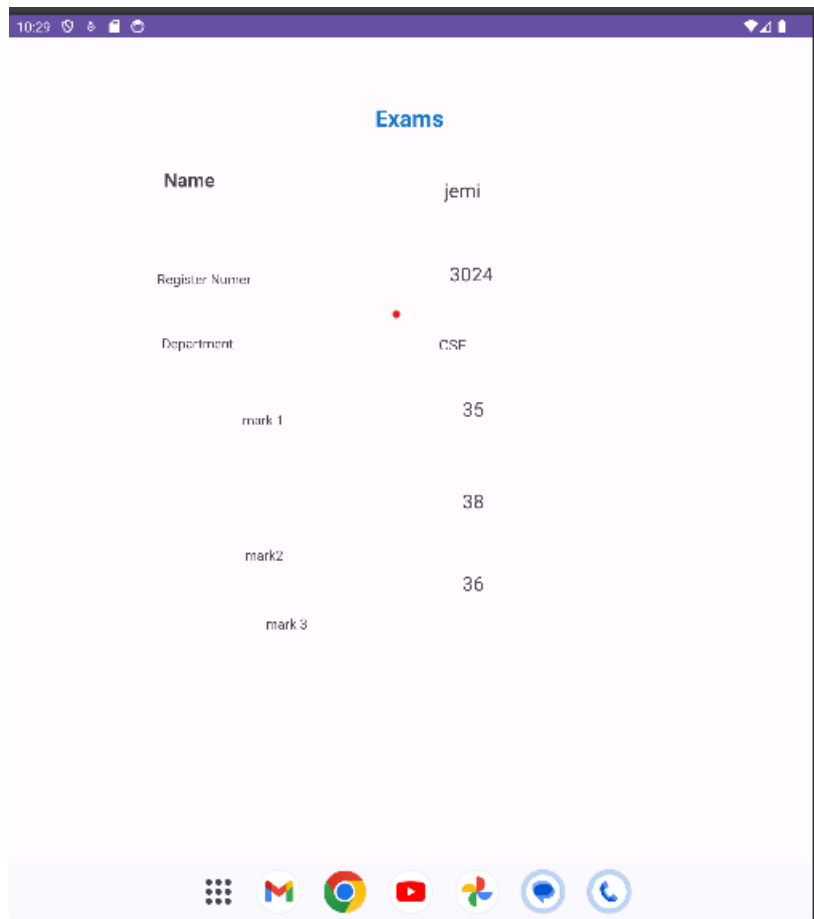 10:29
Exams
Name
jemi
Register Numer
3024
Department
CSE
mark 1
35
38
mark2
36
mark 3